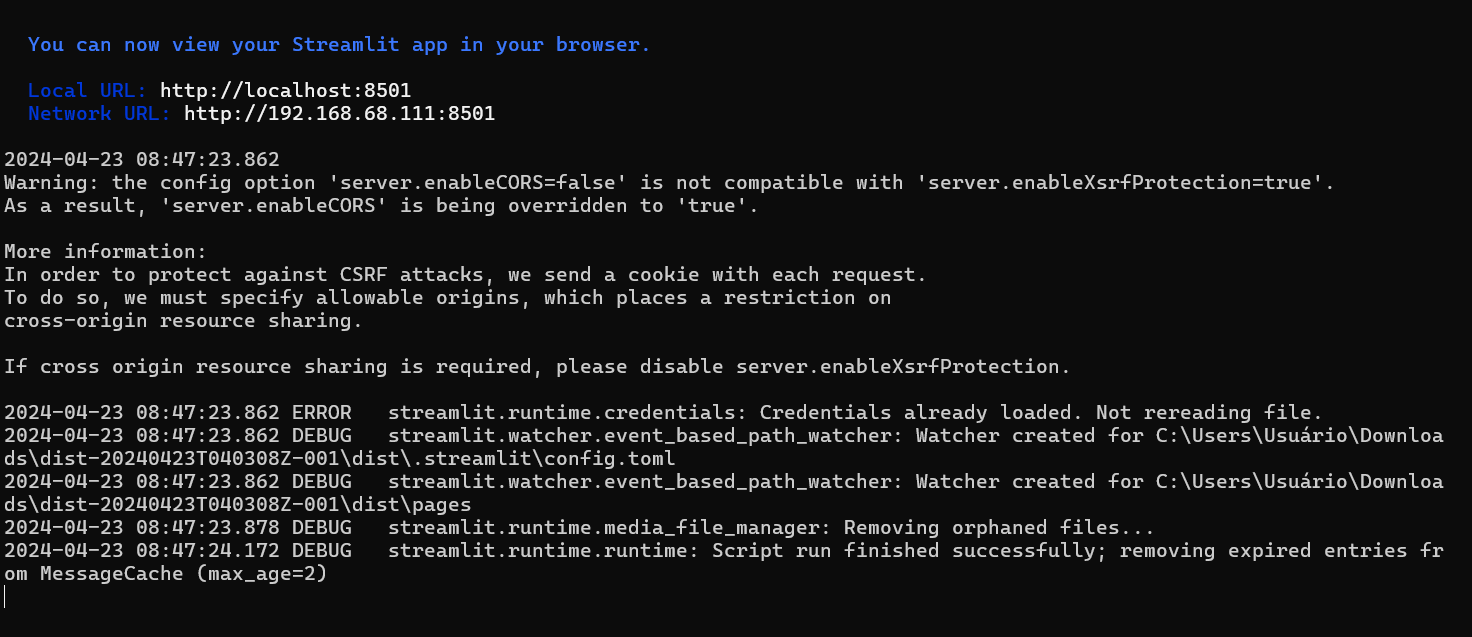 You can now view your Streamlit app in your browser.
Local URL: http://localhost:8501
Network URL: http://192.168.68.111:8501
2024-04-23 08:47:23.862
Warning: the config option 'server.enableCORS=false' is not compatible with 'server.enableXsrfProtection=true'.
As a result, 'server.enableCORS' is being overridden to 'true'.
More information:
In order to protect against CSRF attacks, we send a cookie with each request.
To do so, we must specify allowable origins, which places a restriction on
cross-origin resource sharing.
If cross origin resource sharing is required, please disable server.enableXsrfProtection.
2024-04-23 08:47:23.862 ERROR   streamlit.runtime.credentials: Credentials already loaded. Not rereading file.
2024-04-23 08:47:23.862 DEBUG   streamlit.watcher.event_based_path_watcher: Watcher created for C:\Users\Usuário\Downloa
ds\dist-20240423T040308Z-001\dist\.streamlit\config.toml
2024-04-23 08:47:23.862 DEBUG   streamlit.watcher.event_based_path_watcher: Watcher created for C:\Users\Usuário\Downloa
ds\dist-20240423T040308Z-001\dist\pages
2024-04-23 08:47:23.878 DEBUG   streamlit.runtime.media_file_manager: Removing orphaned files...
2024-04-23 08:47:24.172 DEBUG   streamlit.runtime.runtime: Script run finished successfully; removing expired entries fr
om MessageCache (max_age=2)